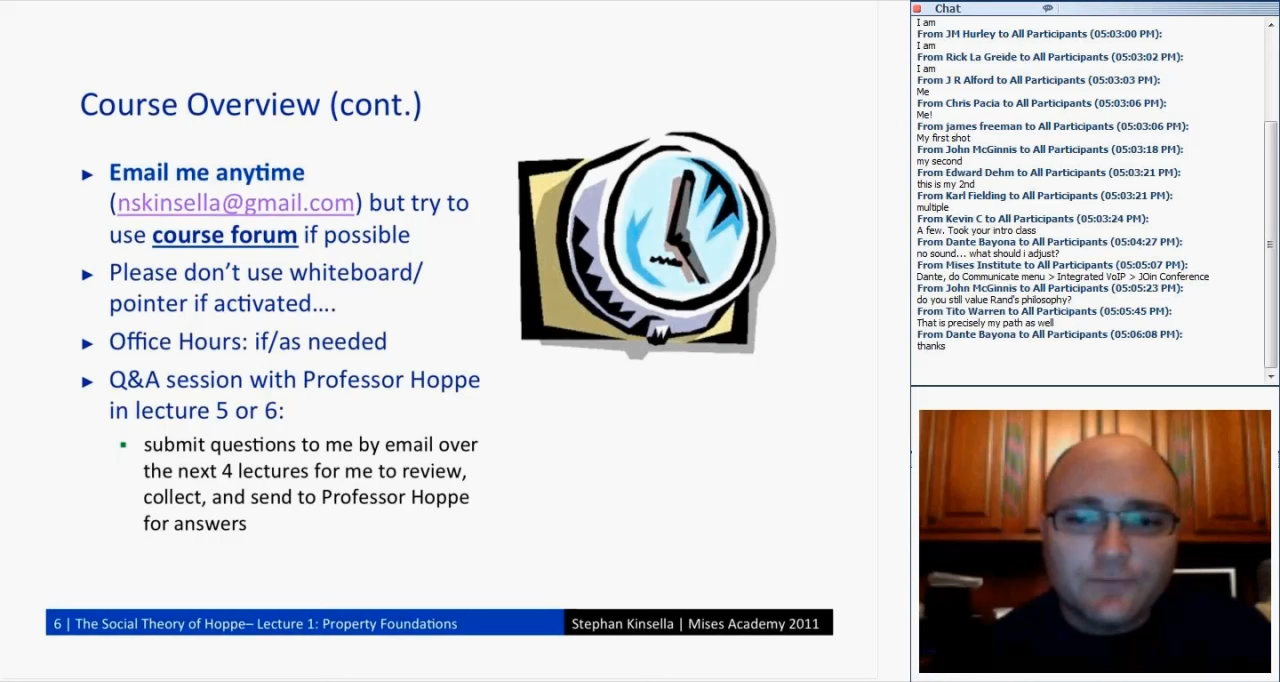 Course Overview (cont.)
► Email me anytime
(nskinsella@gmail.com) but try to
use course forum if possible
► Please don’t use whiteboard/
pointer if activated….
► Office Hours: if/as needed
► Q&A session with Professor Hoppe
in lecture 5 or 6:
▪ submit questions to me by email over
the next 4 lectures for me to review,
collect, and send to Professor Hoppe
for answers
6 | The Social Theory of Hoppe– Lecture 1: Property Foundations
Stephan Kinsella | Mises Academy 2011
Chat
I am
From JM Hurley to All Participants (05:03:00 PM):
I am
From Rick La Greide to All Participants (05:03:02 PM):
I am
From J R Alford to All Participants (05:03:03 PM):
Me
From Chris Pacia to All Participants (05:03:06 PM):
Me!
From james freeman to All Participants (05:03:06 PM):
My first shot
From John McGinnis to All Participants (05:03:18 PM):
my second
From Edward Dehm to All Participants (05:03:21 PM):
this is my 2nd
From Karl Fielding to All Participants (05:03:21 PM):
multiple
From Kevin C to All Participants (05:03:24 PM):
A few. Took your intro class
From Dante Bayona to All Participants (05:04:27 PM):
no sound... what should i adjust?
From Mises Institute to All Participants (05:05:07 PM):
Dante, do Communicate menu > Integrated VoIP > JOin Conference
From John McGinnis to All Participants (05:05:23 PM):
do you still value Rand's philosophy?
From Tito Warren to All Participants (05:05:45 PM):
That is precisely my path as well
From Dante Bayona to All Participants (05:06:08 PM):
thanks